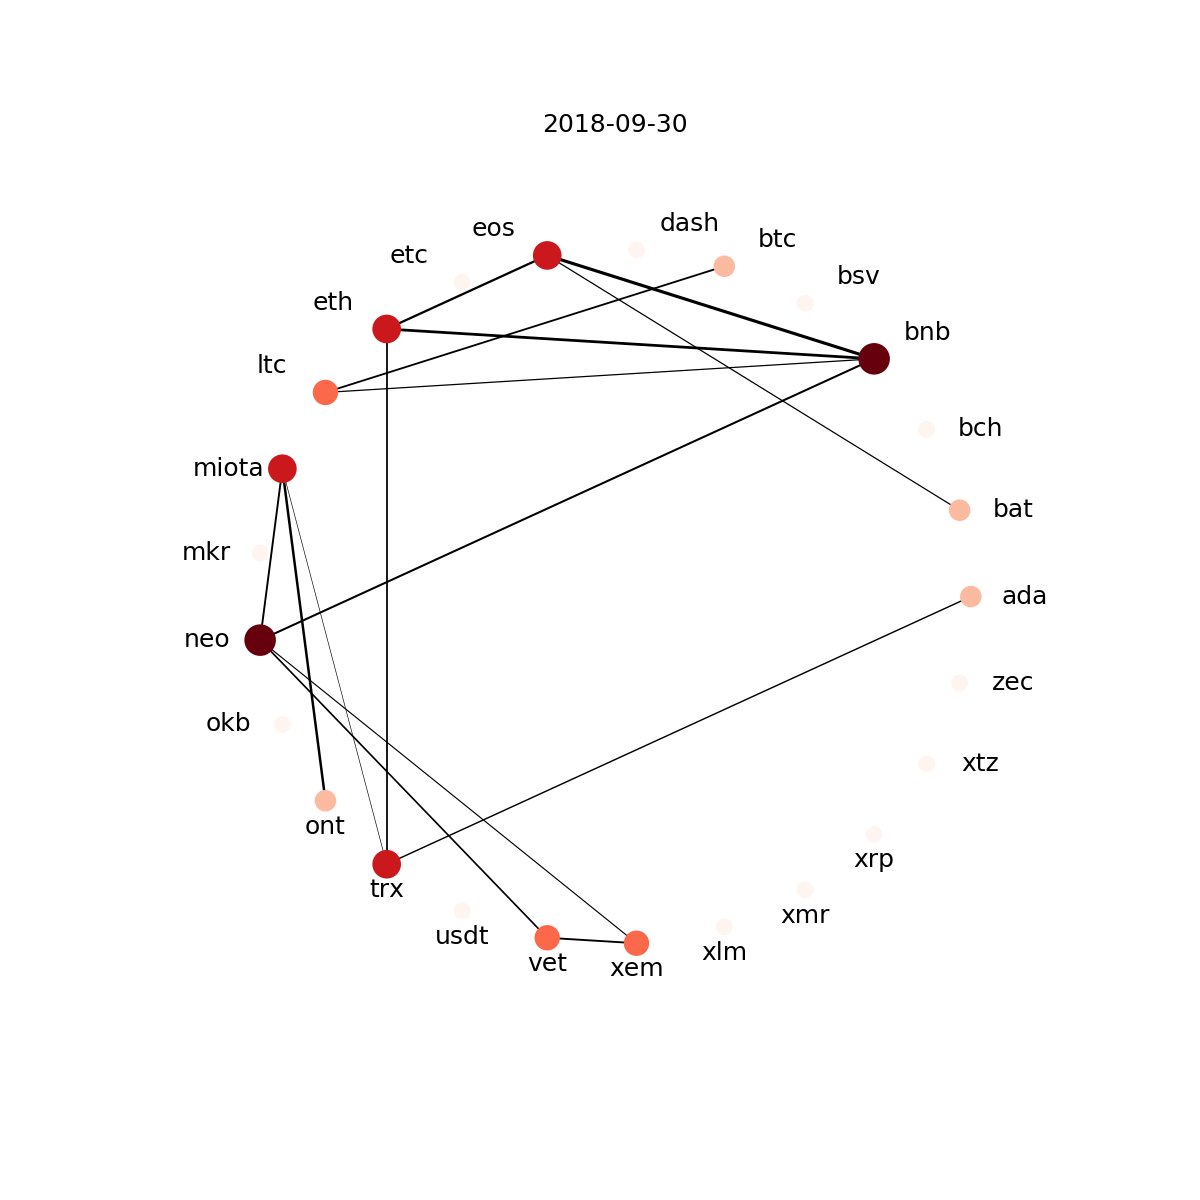 2018-09-30
dash
eos
btc
etc
bsv
eth
bnb
ltc
bch
miota
bat
mkr
ada
neo
zec
okb
xtz
ont
xrp
trx
xmr
usdt
xlm
vet
xem